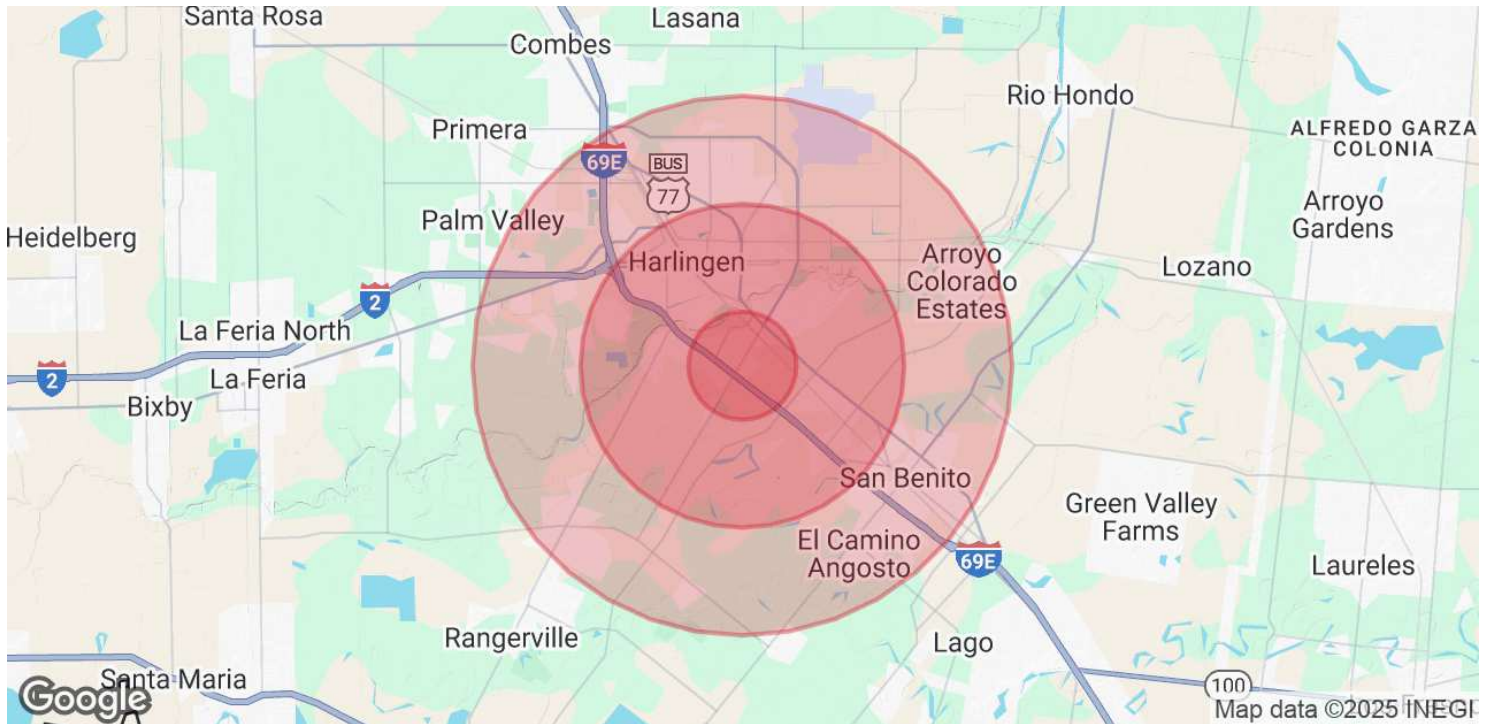 Santa Rosa
Lasana
Combes
Rio Hondo
Primera
ALFREDO GARZA
COLONIA
69E
BUS
77
Arroyo
Gardens
Palm Valley
Heidelberg
Harlingen
Arroyo
Colorado
Estates
Lozano
2
La Feria North
2
La Feria
Bixby
San Benito
Green Valley
Farms
El Camino
Angosto
69E
Laureles
Rangerville
Lago
Santa Maria
100
Google
Map data ©2025 INEGI